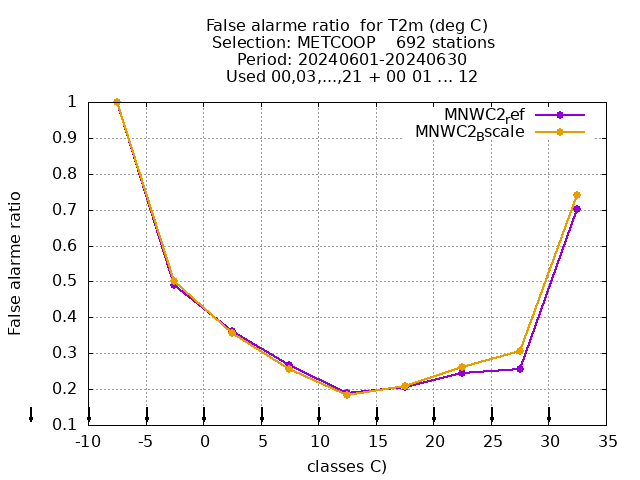 False alarme ratio  for T2m (deg C)
Selection: METCOOP    692 stations
Period: 20240601-20240630
Used 00,03,...,21 + 00 01 ... 12
MNWC2ref
MNWC2Bscale
1
0.9
0.8
0.7
0.6
0.5
0.4
0.3
0.2
0.1
False alarme ratio
-10 -5 0 5 10 15 20 25 30 35
classes C)